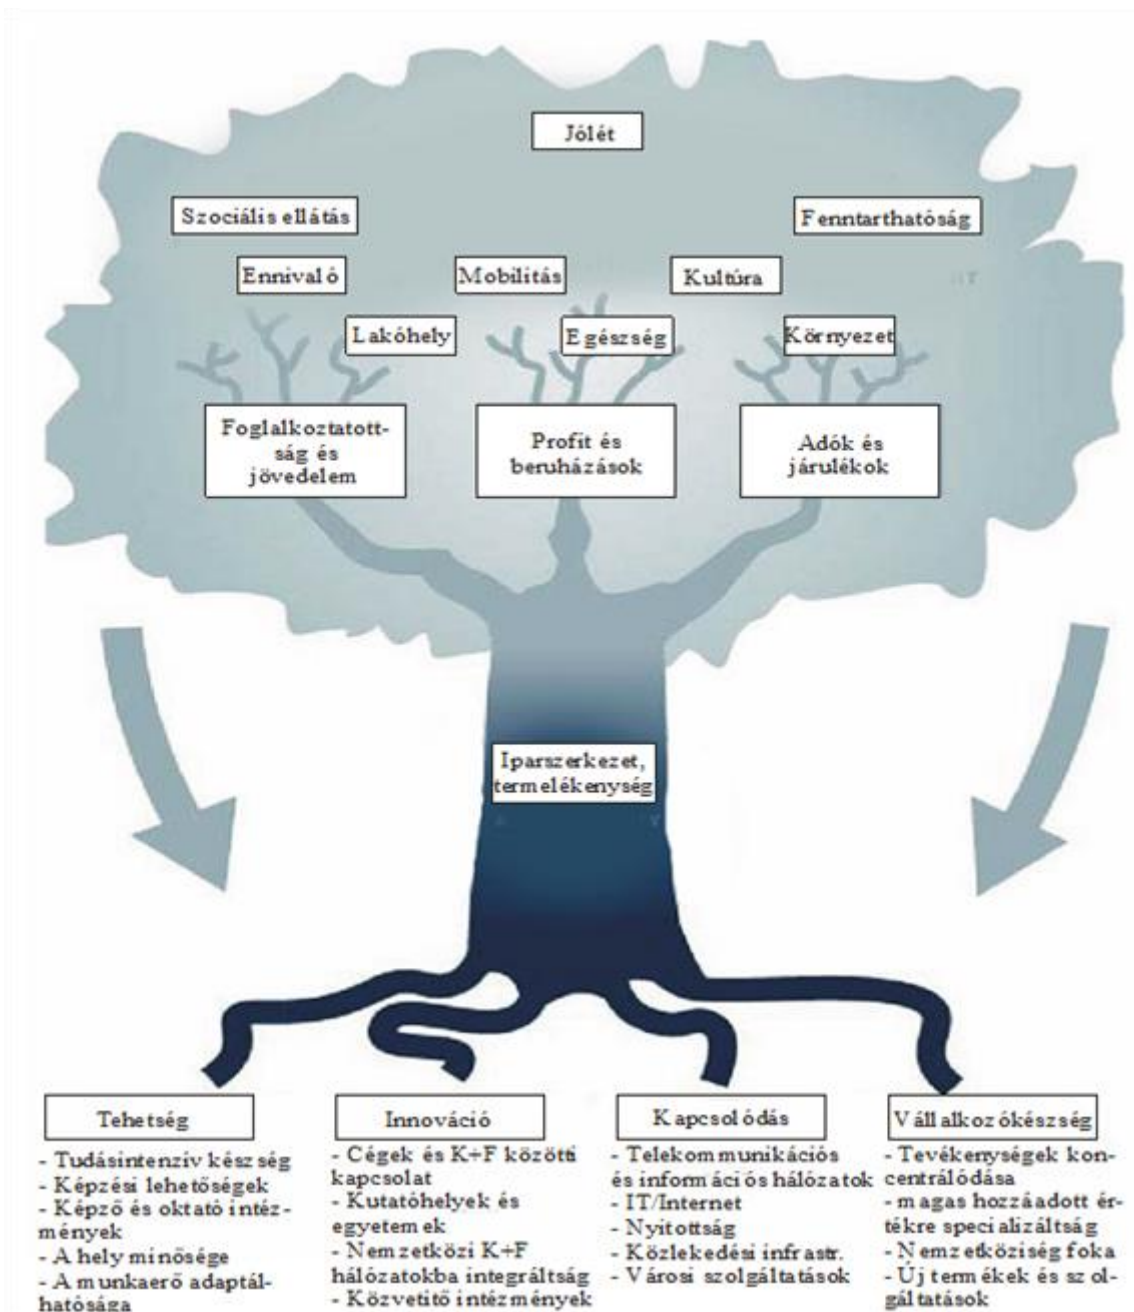 Jólét
Szociális ellátás
Fenntarthatóság
Ennivaló
Mobilitás
Kultúra
Lakóhely
Egészség
Környezet
Foglalkoztatott-
ság és
jövedelem
Profit és
beruházások
Adók és
járulékok
Iparszerkezet,
termelékenység
Tehetség
- Tudásintenzív készség
- Képzési lehetőségek
- Képző és oktató intéz-
mények
- A hely minősége
- A munkaerő adaptál-
hatósága
Innováció
- Cégek és K+F közötti
kapcsolat
- Kutatóhelyek és
egyetemek
- Nemzetközi K+F
hálózatokba integráltság
- Közvetitő intézmények
Kapcsolódás
- Telekommunikációs
és információs hálózatok
- IT/Internet
- Nyitottság
- Közlekedési infrastr.
- Városi szolgáltatások
Vállalkozókészség
- Tevékenységek kon-
centrálódása
- magas hozzáadott ér-
tékre specializáltság
- Nemzetköziség foka
- Új termékek és szol-
gáltatások